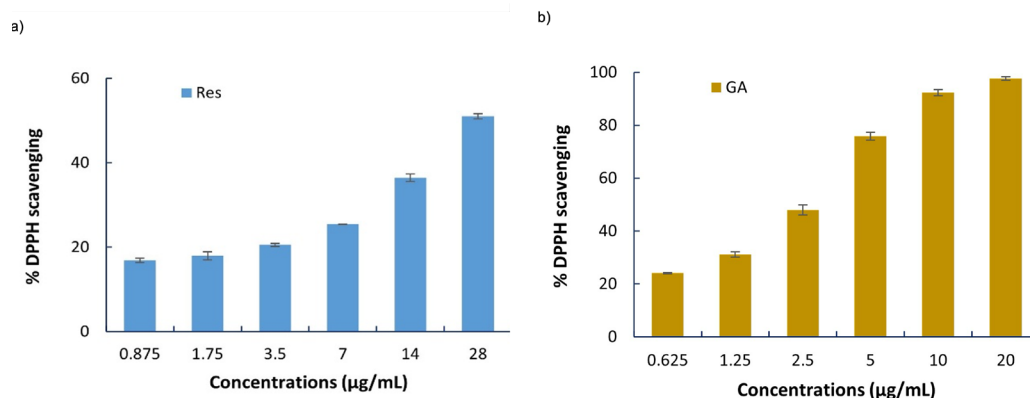 a)
60
40
20
0
% DPPH scavenging
Res
0.875 1.75 3.5 7 14 28
Concentrations (µg/mL)
b)
100
80
60
40
20
0
% DPPH scavenging
GA
0.625 1.25 2.5 5 10 20
Concentrations (µg/mL)